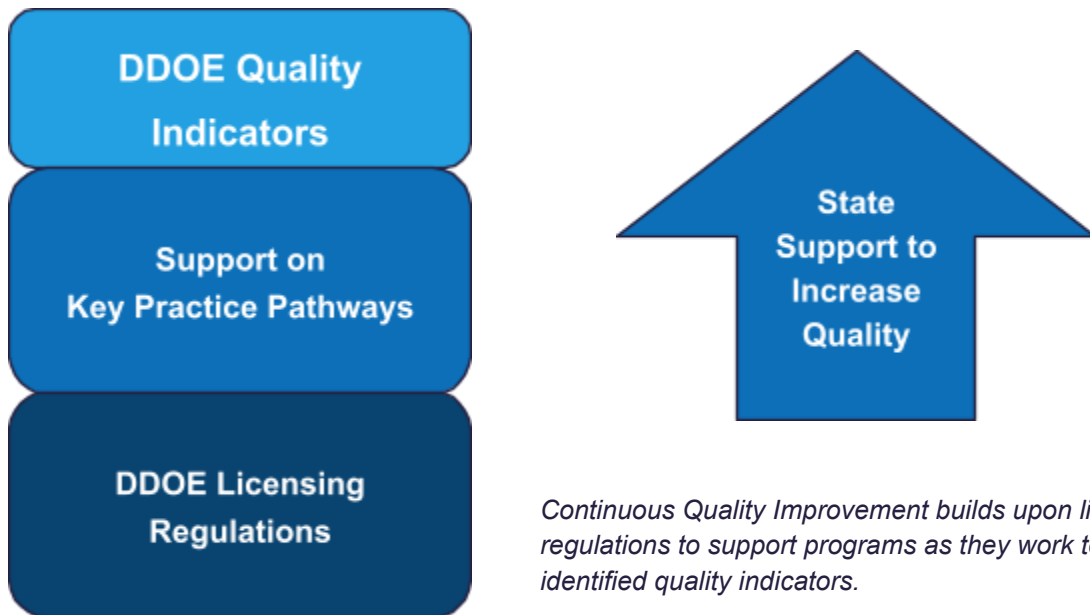 DDOE Quality
Indicators
Support on
Key Practice Pathways
DDOE Licensing
Regulations
State
Support to
Increase
Quality
Continuous Quality Improvement builds upon
regulations to support programs as they work
identified quality indicators.